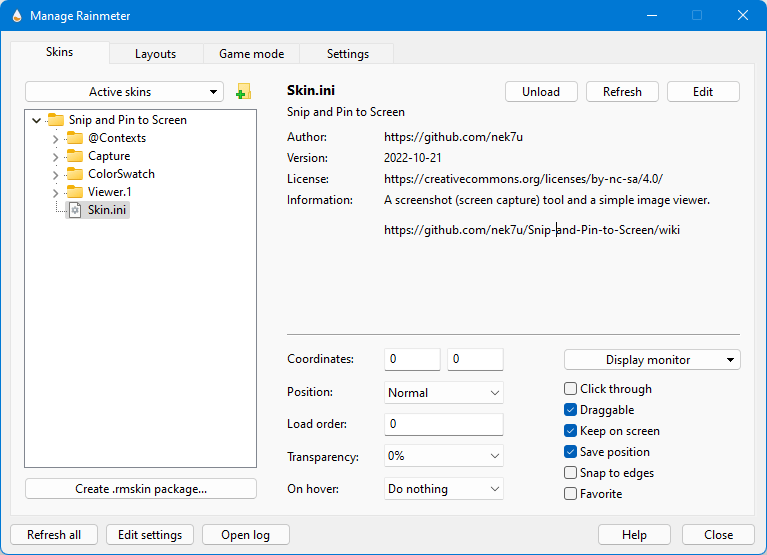 Manage Rainmeter
Skins
Layouts
Game mode
Settings
Active skins
Snip and Pin to Screen
@Contexts
Capture
ColorSwatch
Viewer.1
Skin.ini
Create .rmskin package...
Skin.ini
Unload
Refresh
Edit
Snip and Pin to Screen
Author: https://github.com/nek7u
Version: 2022-10-21
License: https://creativecommons.org/licenses/by-nc-sa/4.0/
Information: A screenshot (screen capture) tool and a simple image viewer.
https://github.com/nek7u/Snip-and-Pin-to-Screen/wiki
Coordinates: 0 0
Position: Normal
Load order: 0
Transparency: 0%
On hover: Do nothing
Display monitor
Click through
Draggable
Keep on screen
Save position
Snap to edges
Favorite
Refresh all
Edit settings
Open log
Help
Close